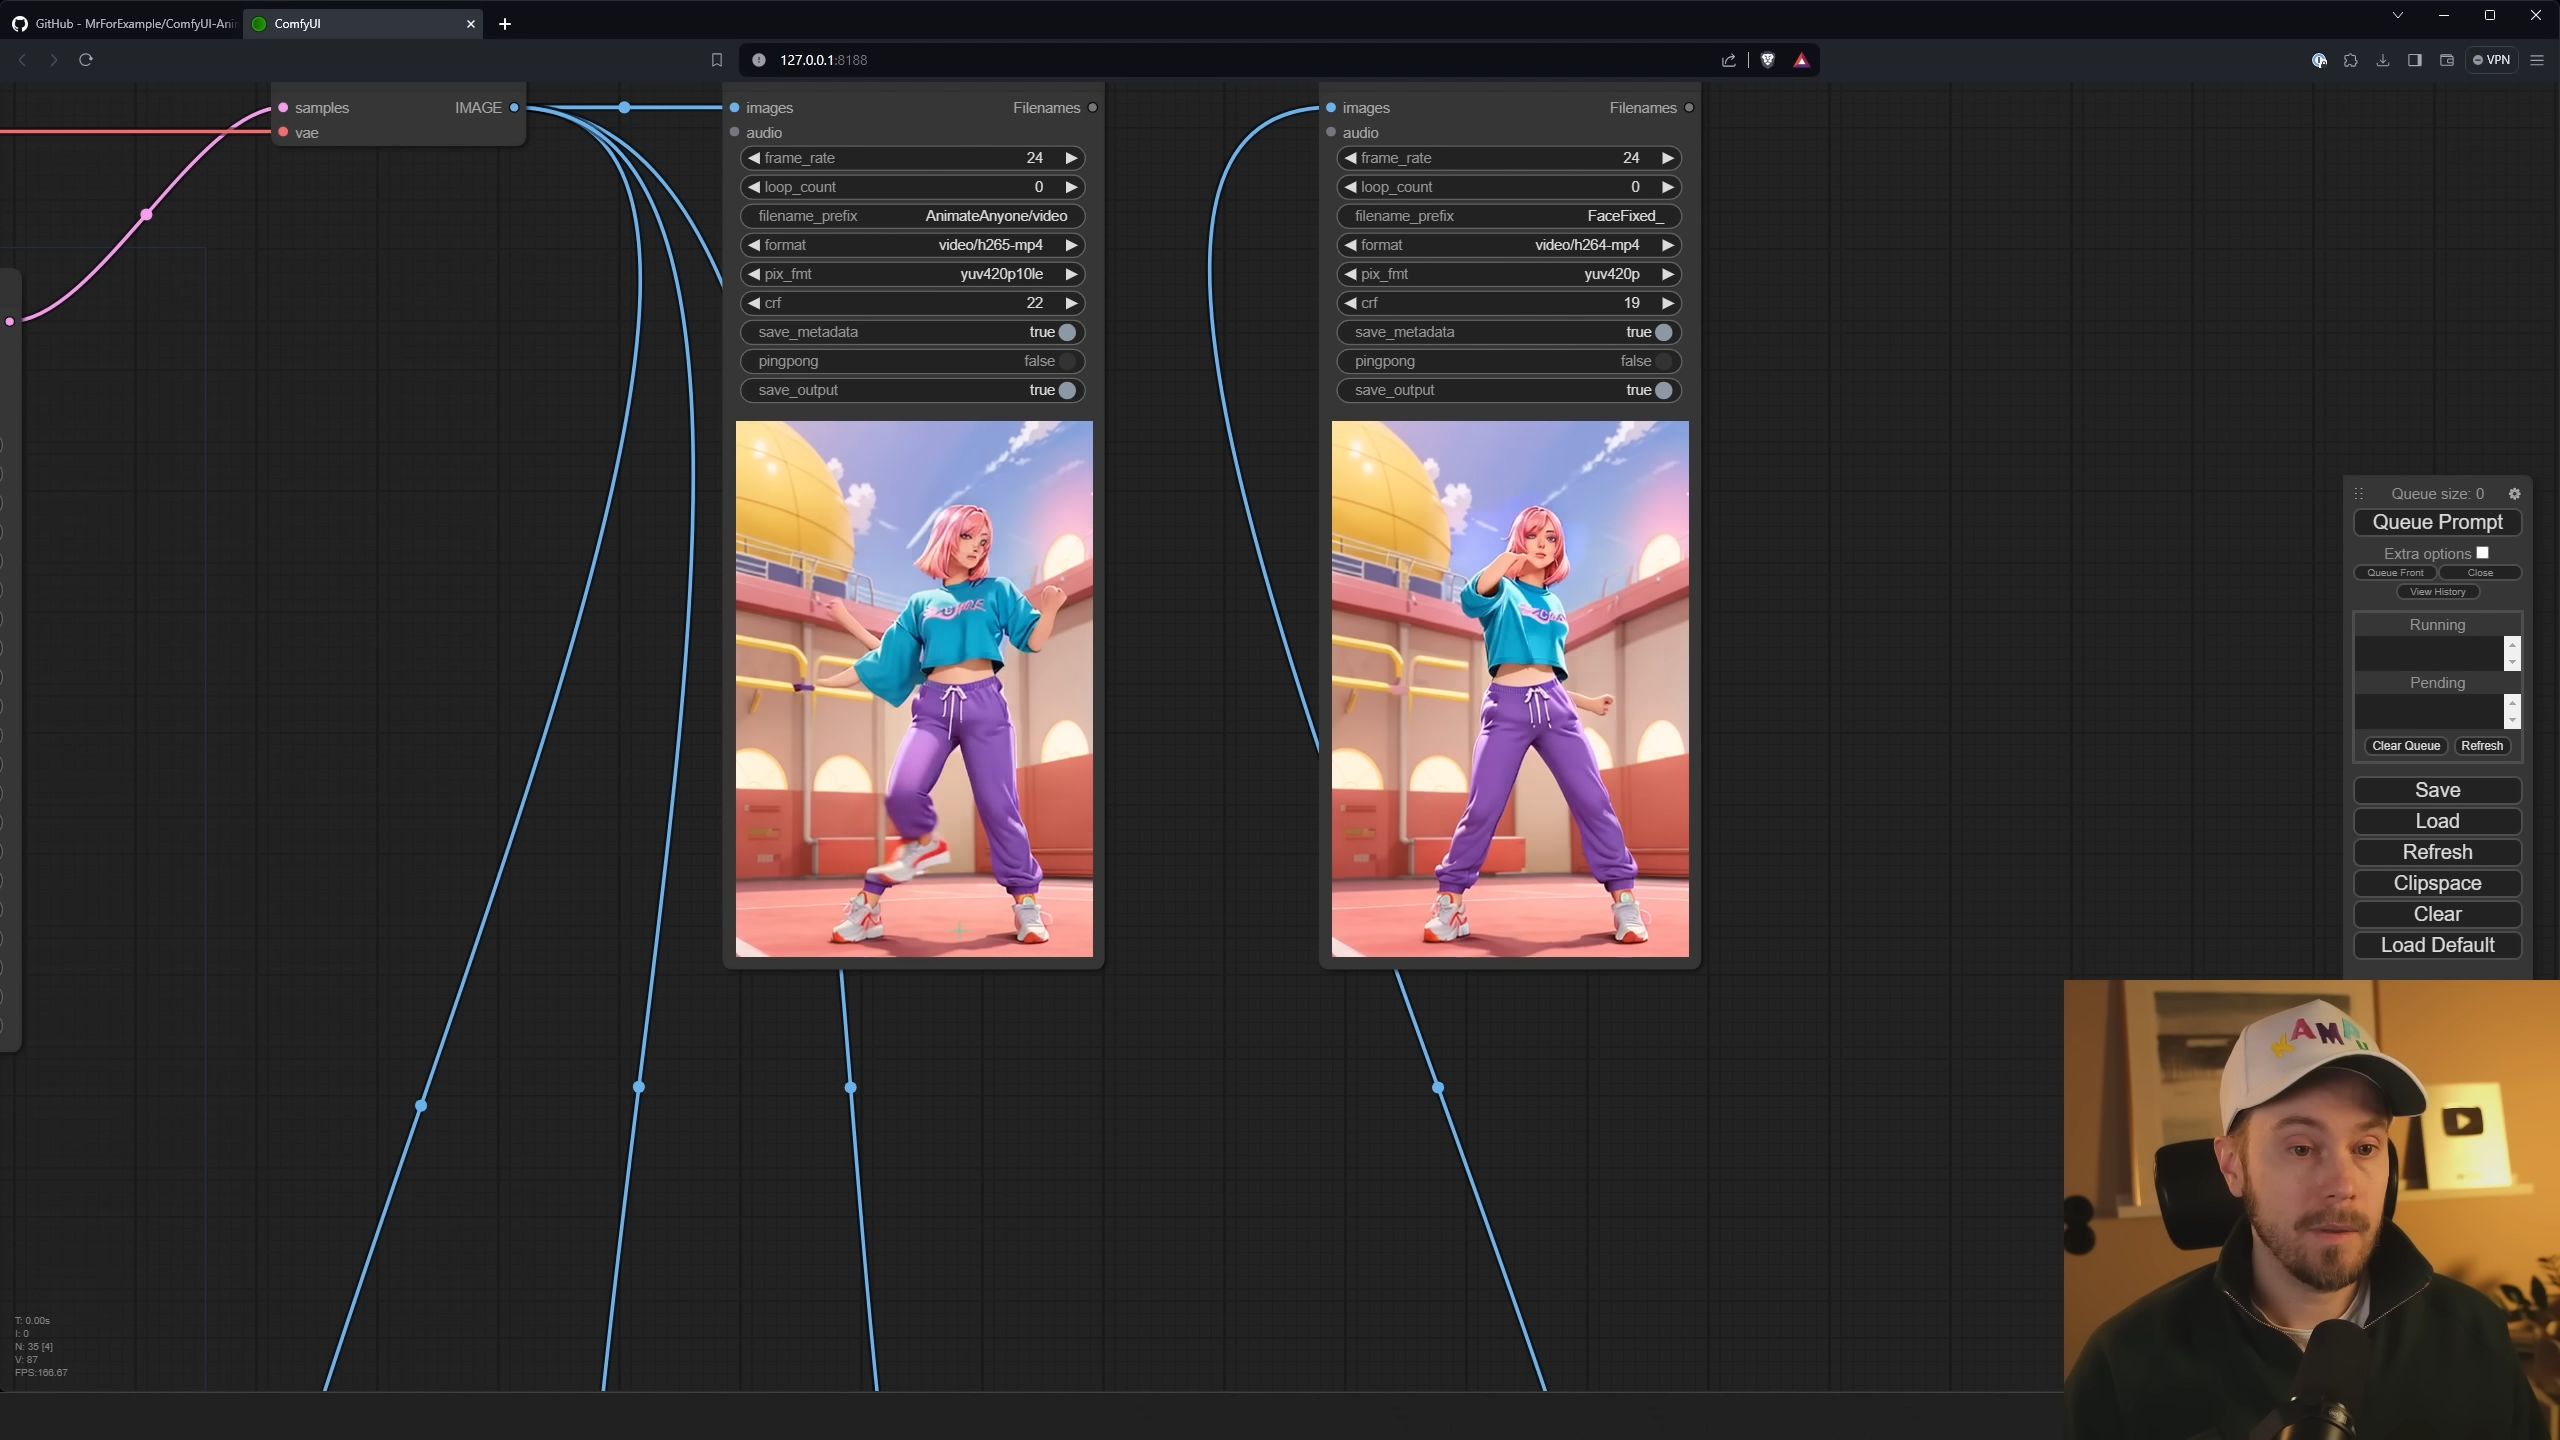 GitHub - MrForExample/ComfyUI-Ani
ComfyUI
127.0.0.1:8188
VPN
samples
IMAGE
vae
images
Filenames
audio
frame_rate 24
loop_count 0
filename_prefix AnimateAnyone/video
format video/h265-mp4
pix_fmt yuv420p10le
crf 22
save_metadata true
pingpong false
save_output true
images
Filenames
audio
frame_rate 24
loop_count 0
filename_prefix FaceFixed_
format video/h264-mp4
pix_fmt yuv420p
crf 19
save_metadata true
pingpong false
save_output true
Queue size: 0
Queue Prompt
Extra options
Queue Front
Close
View History
Running
Pending
Clear Queue
Refresh
Save
Load
Refresh
Clipspace
Clear
Load Default
T: 0.00s
I: 0
N: 35 [4]
V: 87
FPS:166.67